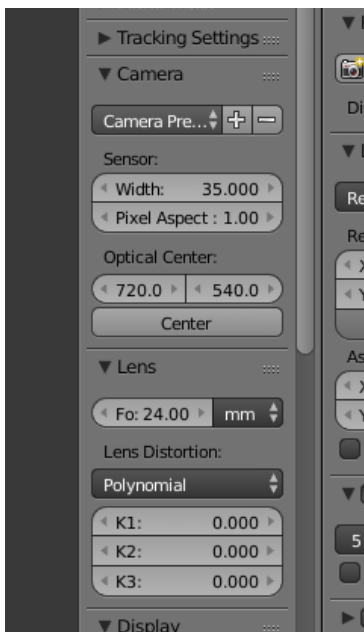 Tracking Settings
Camera
Camera Pre...
Sensor:
Width: 35.000
Pixel Aspect : 1.00
Optical Center:
720.0 540.0
Center
Lens
Fo: 24.00 mm
Lens Distortion:
Polynomial
K1: 0.000
K2: 0.000
K3: 0.000
Display
Di
Re
Re
X
Y
As
X
Y
5